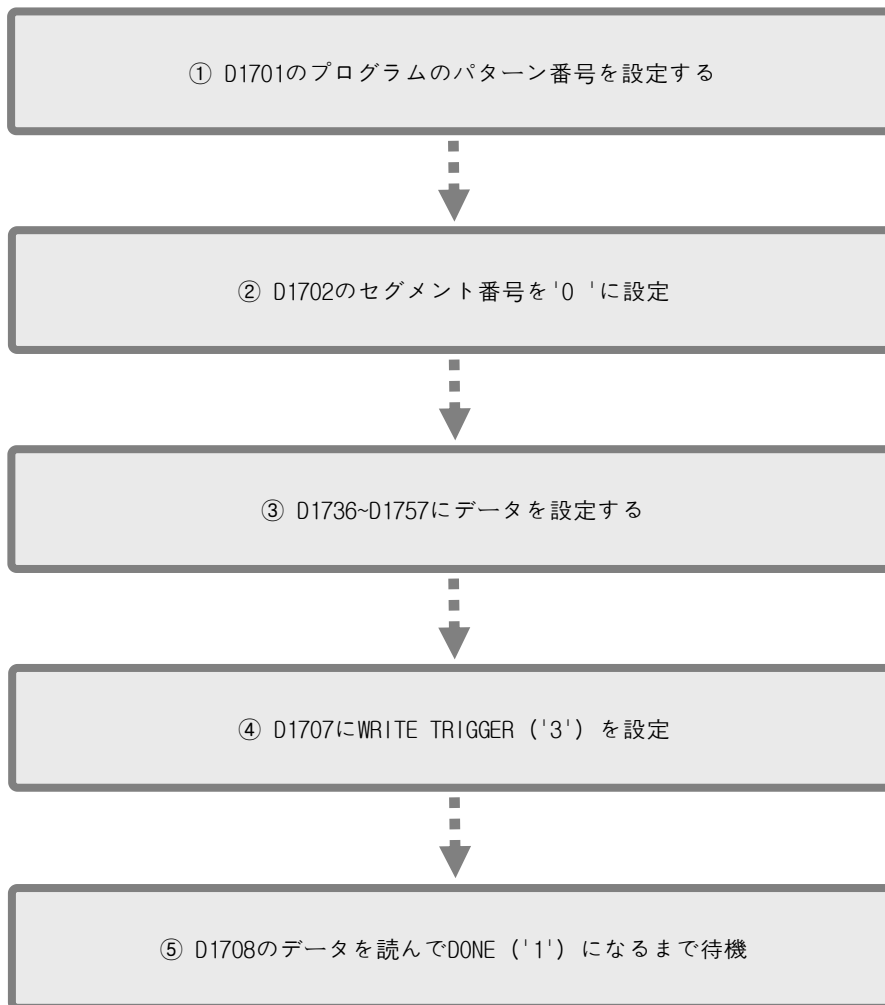 ① D1701のプログラムのパターン番号を設定する
② D1702のセグメント番号を'0 'に設定
③ D1736~D1757にデータを設定する
④ D1707にWRITE TRIGGER ('3') を設定
⑤ D1708のデータを読んでDONE ('1') になるまで待機